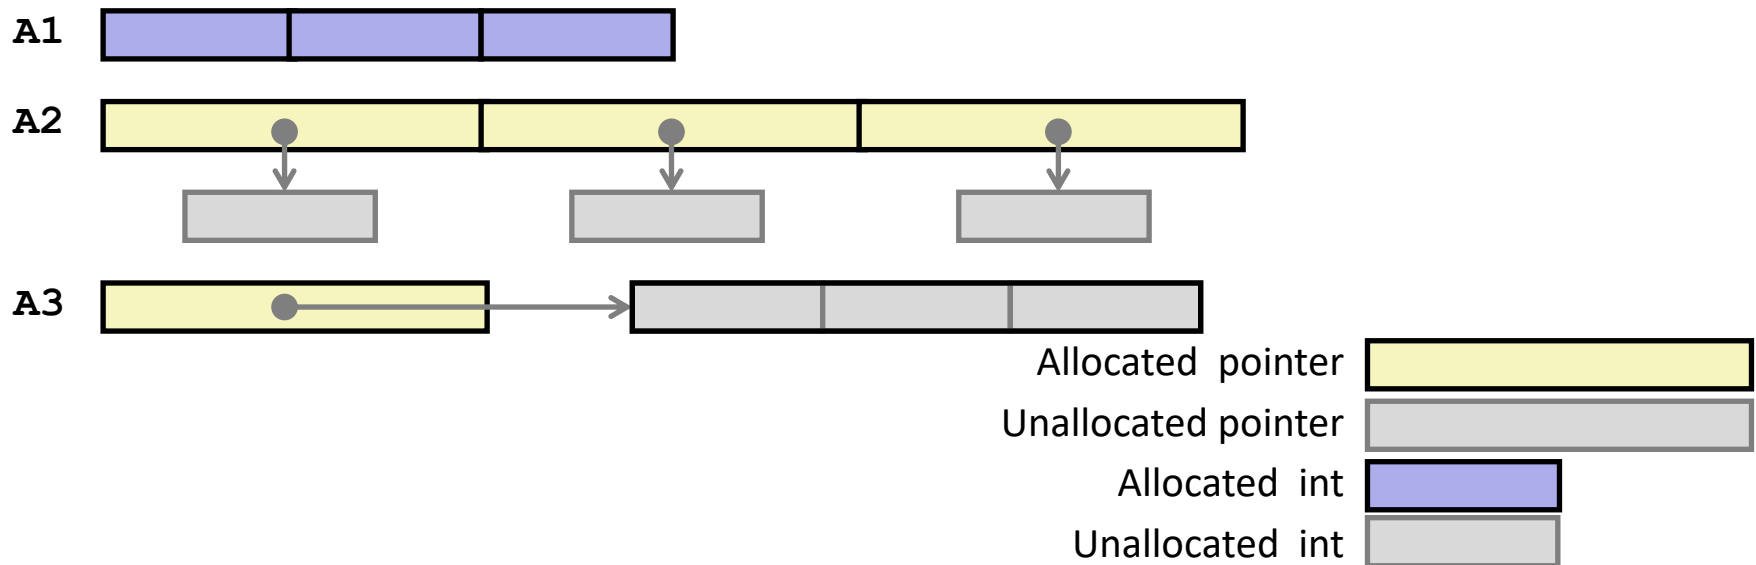 A1
A2
A3
Allocated pointer
Unallocated pointer
Allocated int
Unallocated int